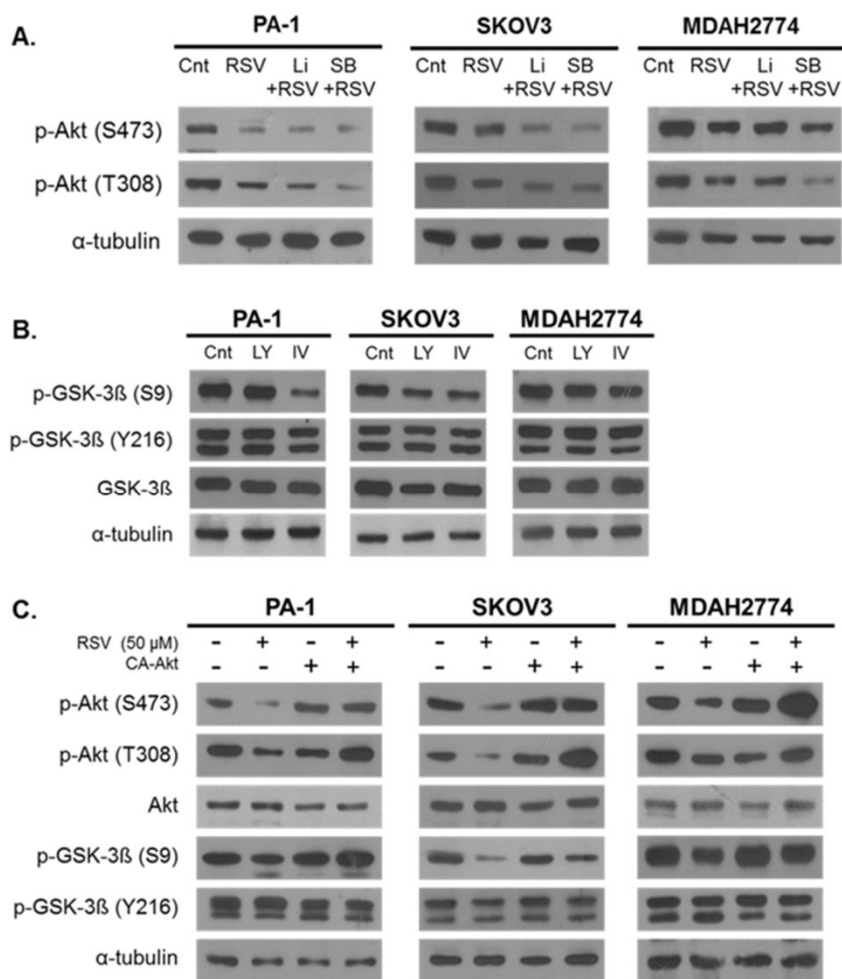 A.
PA-1 SKOV3 MDAH2774
Cnt RSV Li SB Cnt RSV Li SB Cnt RSV Li SB
+RSV +RSV +RSV +RSV +RSV +RSV
p-Akt (S473)
p-Akt (T308)
α-tubulin
B.
PA-1 SKOV3 MDAH2774
Cnt LY IV Cnt LY IV Cnt LY IV
p-GSK-3ß (S9)
p-GSK-3ß (Y216)
GSK-3ß
α-tubulin
C.
PA-1 SKOV3 MDAH2774
RSV (50 µM) - + - + - + - + - + - +
CA-Akt - - + + - - + + - - + +
p-Akt (S473)
p-Akt (T308)
Akt
p-GSK-3ß (S9)
p-GSK-3ß (Y216)
α-tubulin